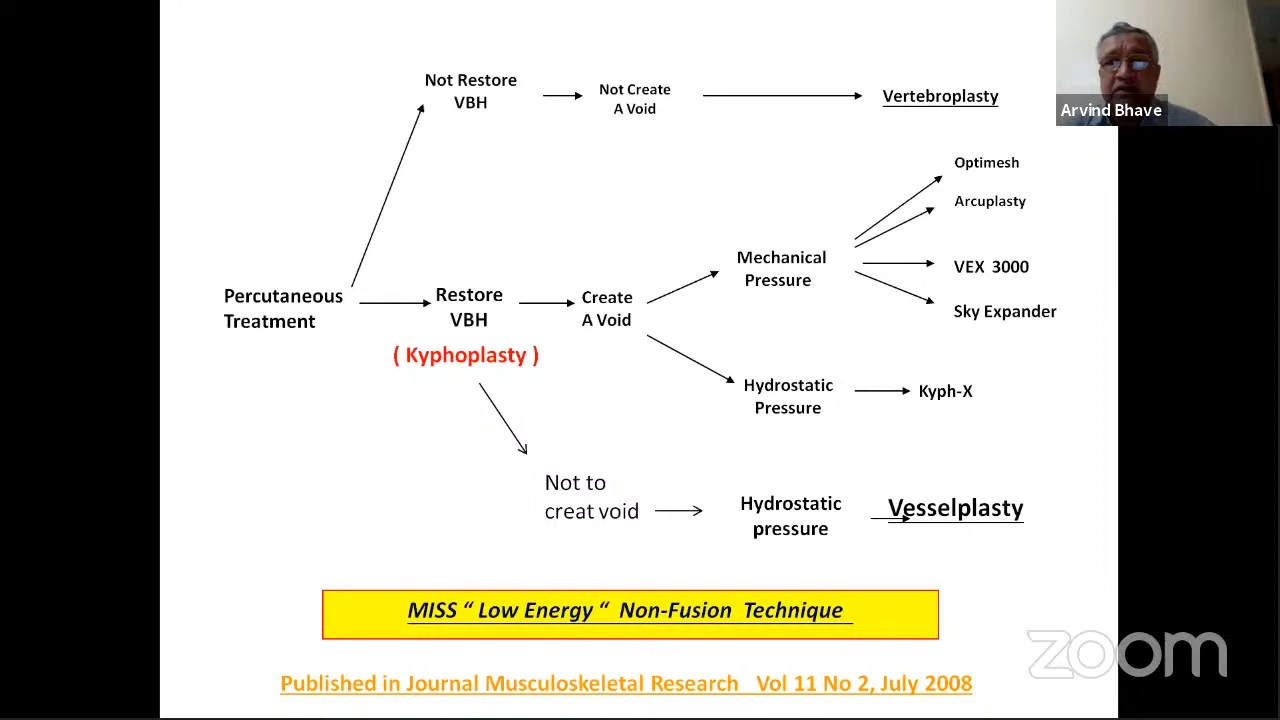 Not Restore
VBH
Not Create
A Void
Vertebroplasty
Arvind Bhave
Optimesh
Arcuplasty
Mechanical
Pressure
VEX 3000
Sky Expander
Percutaneous
Treatment
Restore
VBH
( Kyphoplasty )
Create
A Void
Hydrostatic
Pressure
Kyph-X
Not to
creat void
Hydrostatic
pressure
Vesselplasty
MISS “ Low Energy “ Non-Fusion Technique
zoom
Published in Journal Musculoskeletal Research Vol 11 No 2, July 2008